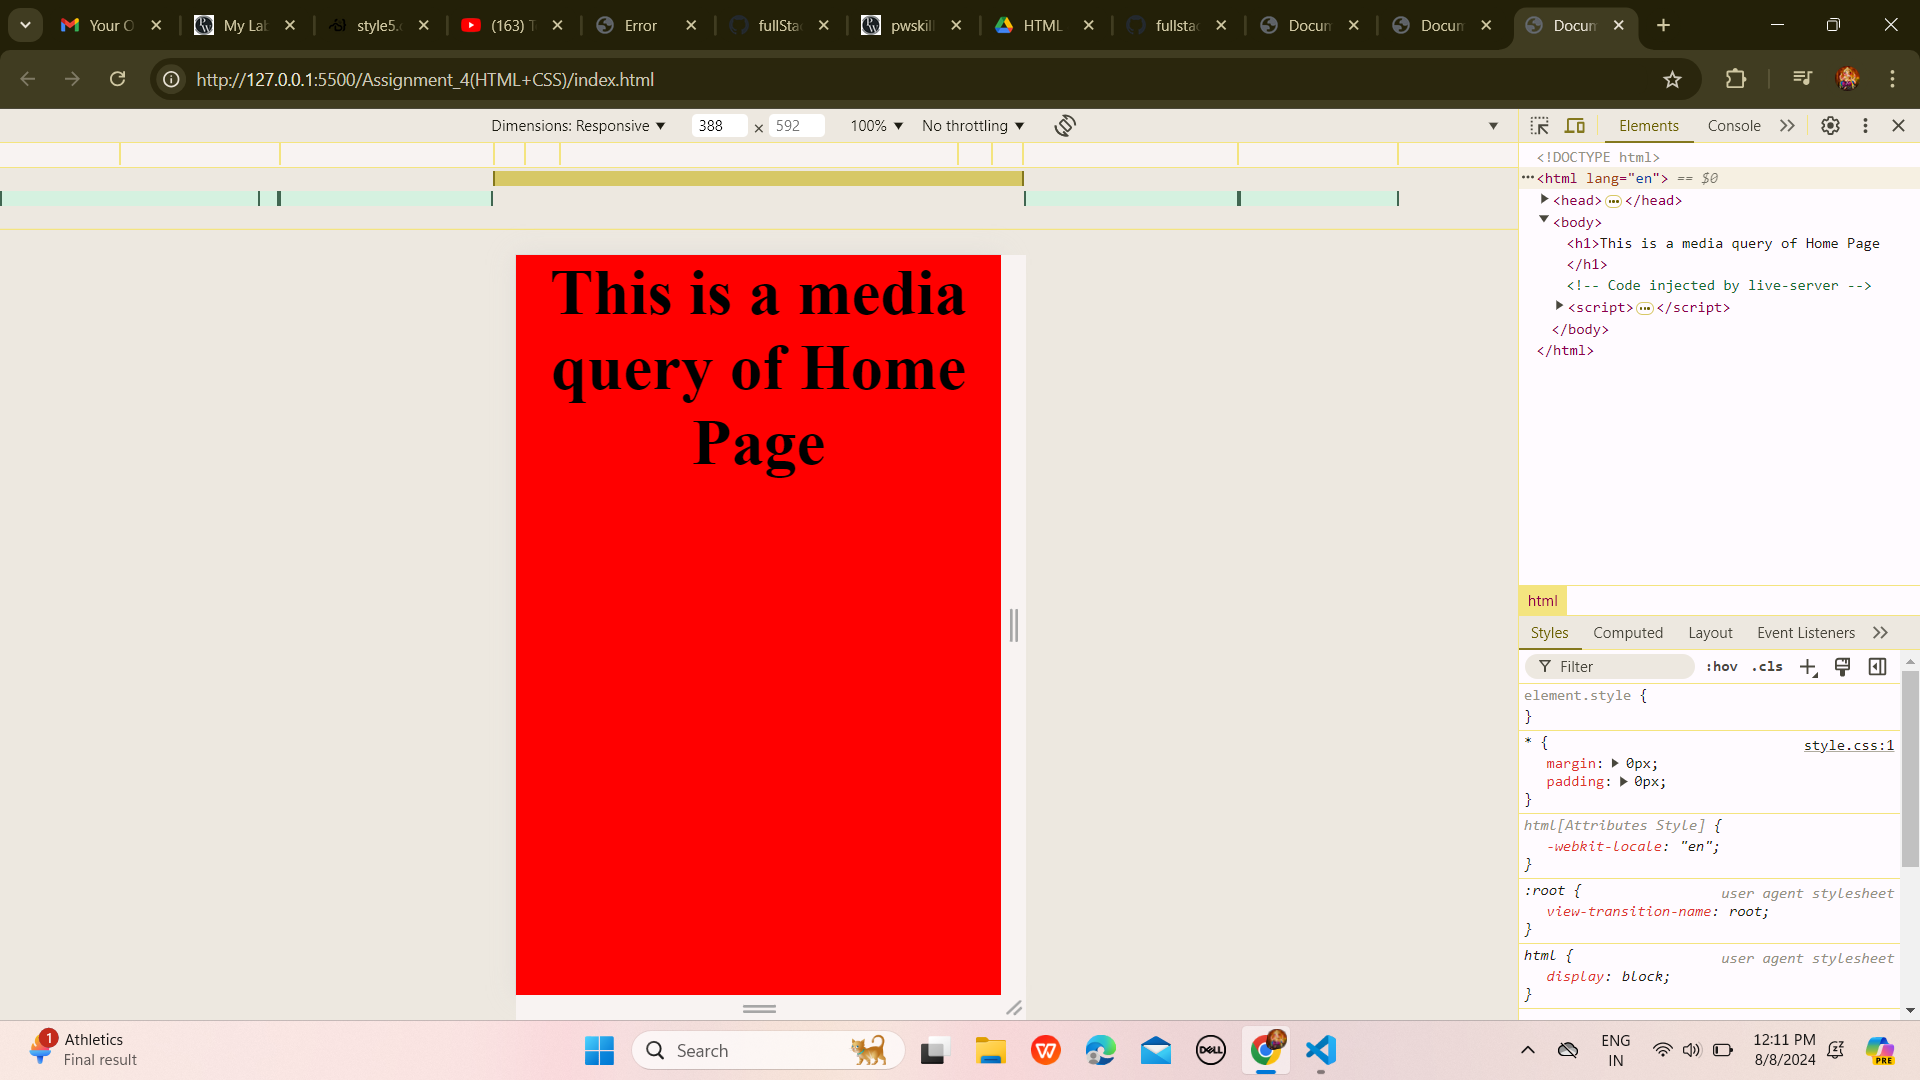 Your O
My Lab
style5.c
(163) T
Error
fullSta
pwskill
HTML
fullsta
Docum
Docum
Docum
http://127.0.0.1:5500/Assignment_4(HTML+CSS)/index.html
Dimensions: Responsive
388 × 592
100%
No throttling
Elements
Console
<!DOCTYPE html>
<html lang="en"> == $0
<head> ••• </head>
<body>
<h1>This is a media query of Home Page
</h1>
<!-- Code injected by live-server -->
<script> ••• </script>
</body>
</html>
This is a media
query of Home
Page
html
Styles
Computed
Layout
Event Listeners
Filter
:hov
.cls
element.style {
}
* {
style.css:1
margin: 0px;
padding: 0px;
}
html[Attributes Style] {
-webkit-locale: "en";
}
:root {
user agent stylesheet
view-transition-name: root;
}
html {
user agent stylesheet
display: block;
}
1
Athletics
Final result
Search
W
DELL
PRE
ENG
IN
12:11 PM
8/8/2024